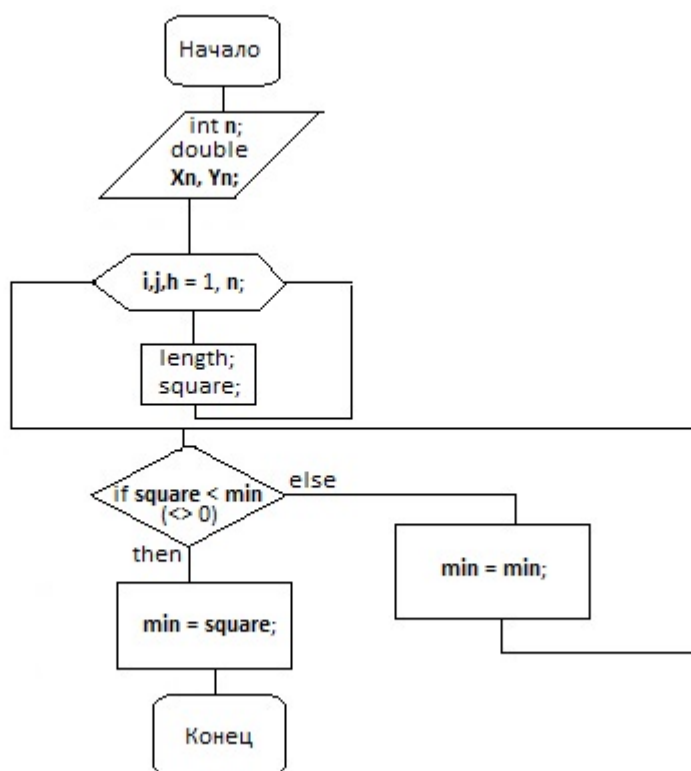 Начало
int n;
double
Xn, Yn;
i,j,h = 1, n;
length;
square;
if square < min
(<> 0)
else
then
min = min;
min = square;
Конец